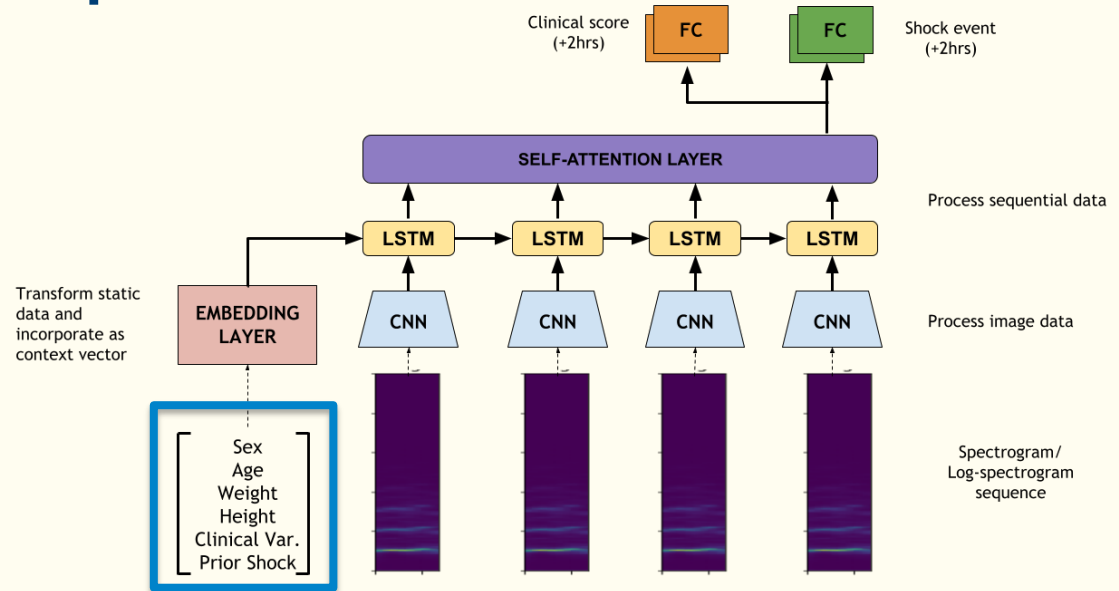 Clinical score
(+2hrs)
FC
FC
Shock event
(+2hrs)
SELF-ATTENTION LAYER
Process sequential data
LSTM
LSTM
LSTM
LSTM
Transform static
data and
incorporate as
context vector
EMBEDDING
LAYER
CNN
CNN
CNN
CNN
Process image data
Sex
Age
Weight
Height
Clinical Var.
Prior Shock
Spectrogram/
Log-spectrogram
sequence